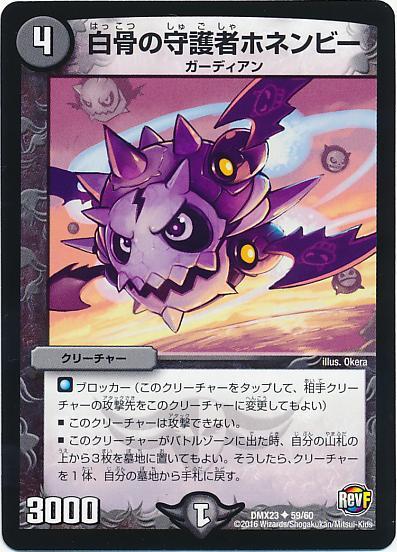 4
はっこつ しゅごしゃ
白骨の守護者ホネンビー
ガーディアン
クリーチャー
illus. Okera
ブロッカー(このクリーチャーをタップして、相手クリー
チャーの攻撃先をこのクリーチャーに変更してもよい)
■このクリーチャーは攻撃できない。
■このクリーチャーがバトルゾーンに出た時、自分の山札
の上から3枚を墓地に置いてもよい。そうしたら、クリーチャー
を1体、自分の墓地から手札に戻す。
3000
DMX23◆59/60
RevF
©2016 Wizards/Shogakukan/Mitsui-Kids